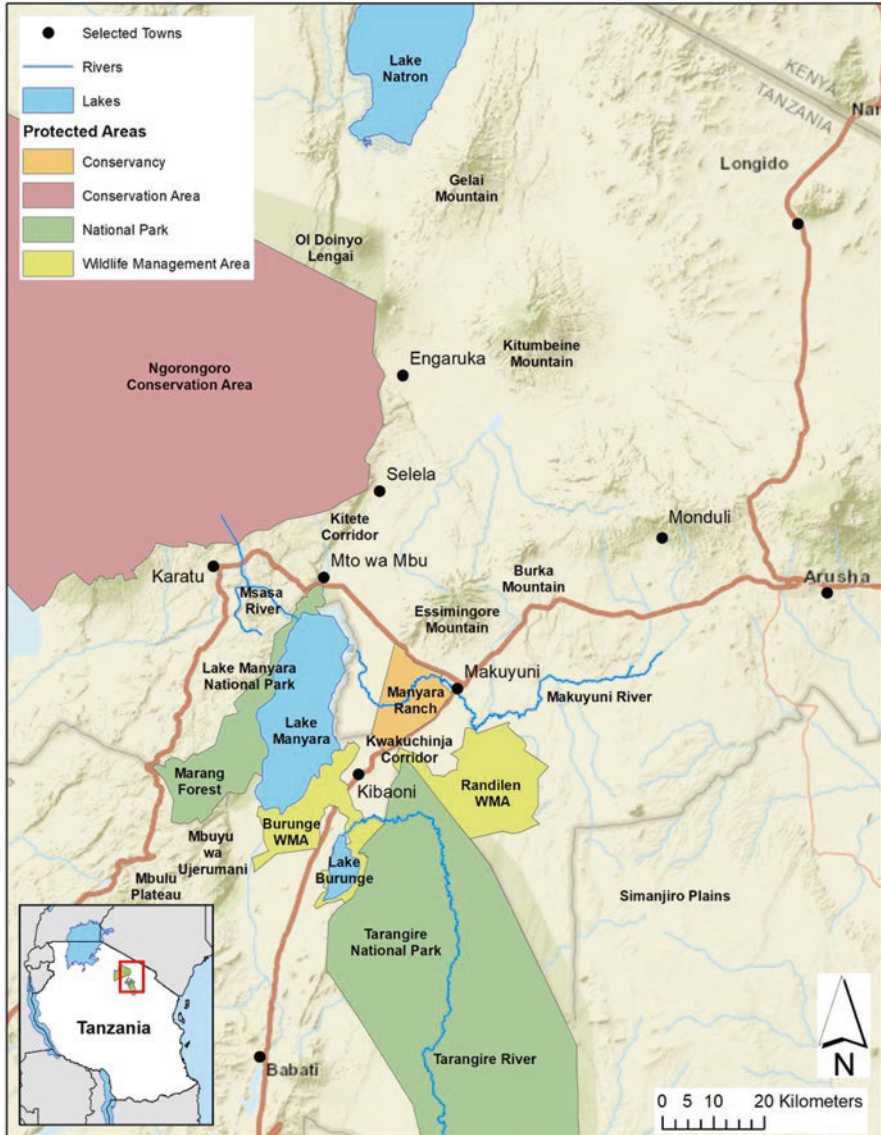 Selected Towns
Rivers
Lakes
Protected Areas
Conservancy
Conservation Area
National Park
Wildlife Management Area
Lake
Natron
KENYA
TANZANIA
Nar
Longido
Gelai
Mountain
Ol Doinyo
Lengai
Kitumbeine
Mountain
Ngorongoro
Conservation Area
Engaruka
Selela
Kitete
Corridor
Monduli
Karatu
Mto wa Mbu
Burka
Mountain
Arusha
Msasa
River
Essimingore
Mountain
Lake Manyara
National Park
Makuyuni
Manyara
Ranch
Makuyuni River
Lake
Manyara
Kwakuchinja
Corridor
Marang
Forest
Kibaoni
Randilen
WMA
Burunge
WMA
Mbuyu
wa
Ujerumani
Lake
Burunge
Mbulu
Plateau
Simanjiro Plains
Tarangire
National Park
Tanzania
Babati
Tarangire River
N
0 5 10 20 Kilometers